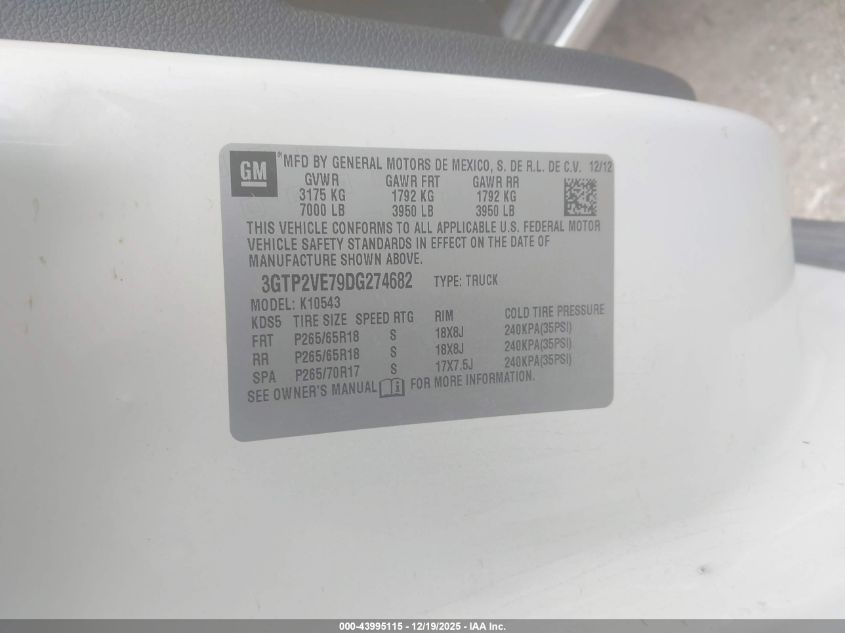 GM *MFD BY GENERAL MOTORS DE MEXICO, S. DE R.L. DE C.V. 12/12
GVWR GAWR FRT GAWR RR
3175 KG 1792 KG 1792 KG
7000 LB 3950 LB 3950 LB
THIS VEHICLE CONFORMS TO ALL APPLICABLE U.S. FEDERAL MOTOR
VEHICLE SAFETY STANDARDS IN EFFECT ON THE DATE OF
MANUFACTURE SHOWN ABOVE.
3GTP2VE79DG274682 TYPE: TRUCK
MODEL: K10543
KDS5 TIRE SIZE SPEED RTG RIM COLD TIRE PRESSURE
FRT P265/65R18 S 18X8J 240KPA(35PSI)
RR P265/65R18 S 18X8J 240KPA(35PSI)
SPA P265/70R17 S 17X7.5J 240KPA(35PSI)
SEE OWNER'S MANUAL FOR MORE INFORMATION.
000-43995115 - 12/19/2025 - IAA Inc.